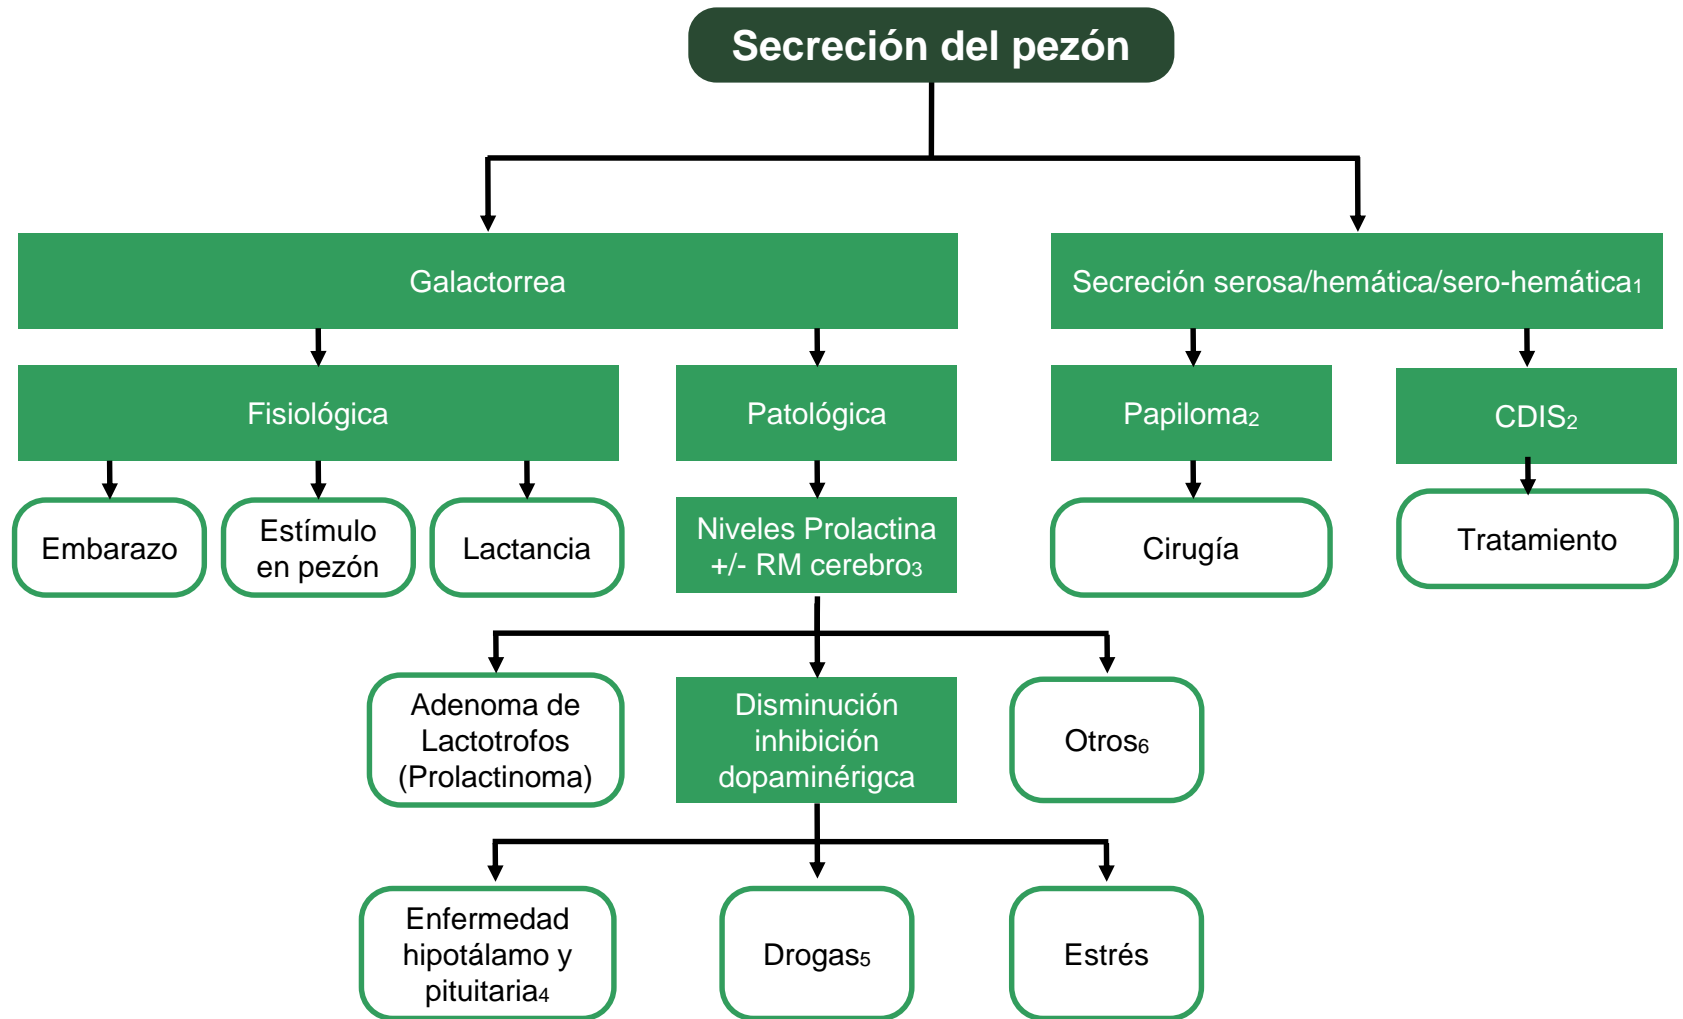 Secreción del pezón
Galactorrea
Secreción serosa/hemática/sero-hemática1
Fisiológica
Patológica
Papiloma2
CDIS2
Embarazo
Estímulo
en pezón
Lactancia
Niveles Prolactina
+/- RM cerebro3
Cirugía
Tratamiento
Adenoma de
Lactotrofos
(Prolactinoma)
Disminución
inhibición
dopaminérigca
Otros6
Enfermedad
hipotálamo y
pituitaria4
Drogas5
Estrés